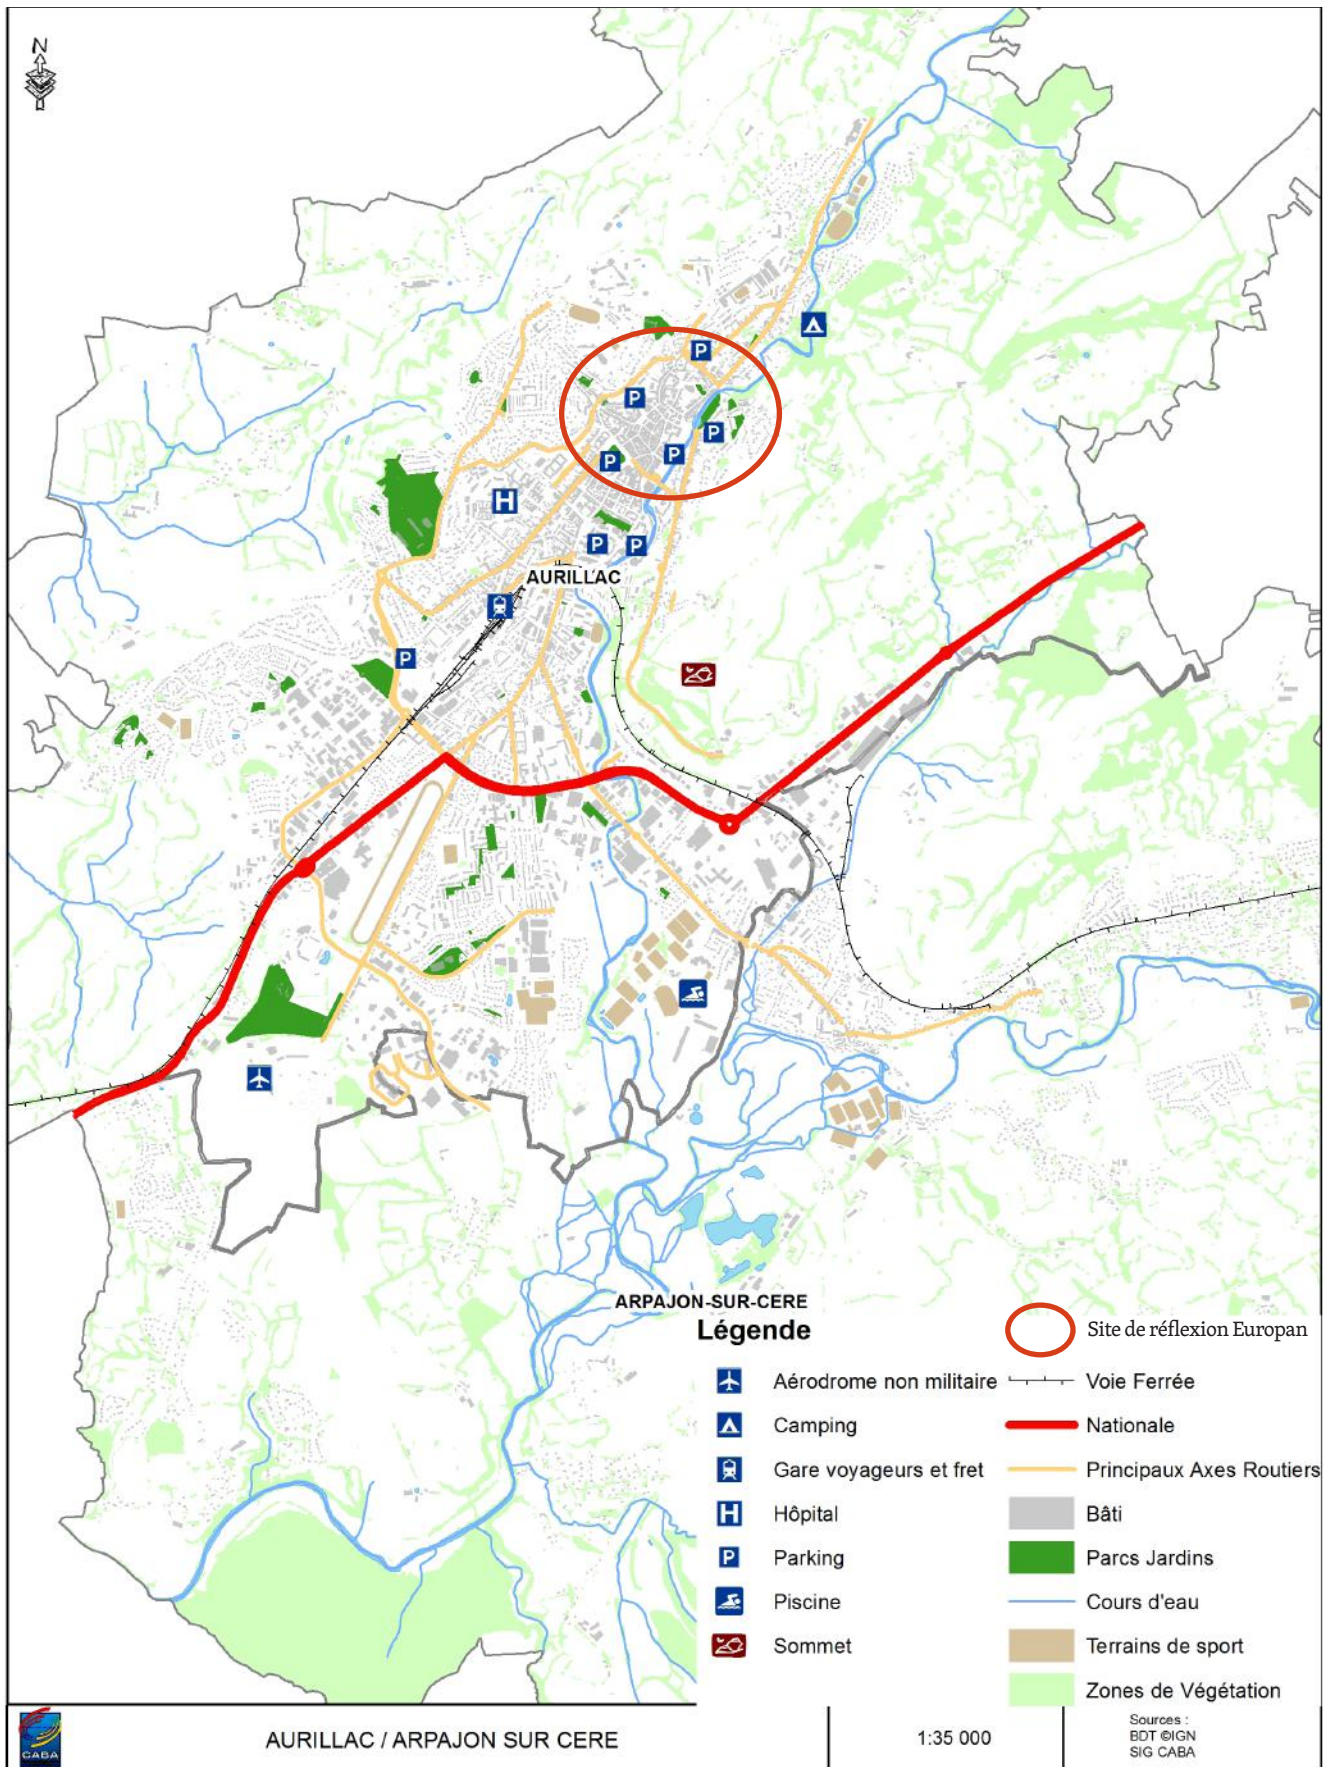 N
P
P
P
P
P
H
P
P
AURILLAC
P
ARPAJON-SUR-CERE
Légende
Site de réflexion Europan
Aérodrome non militaire
Voie Ferrée
Camping
Nationale
Gare voyageurs et fret
Principaux Axes Routiers
H
Hôpital
Bâti
P
Parking
Parcs Jardins
Piscine
Cours d'eau
Sommet
Terrains de sport
Zones de Végétation
CABA
AURILLAC / ARPAJON SUR CERE
1:35 000
Sources :
BDT ©IGN
SIG CABA